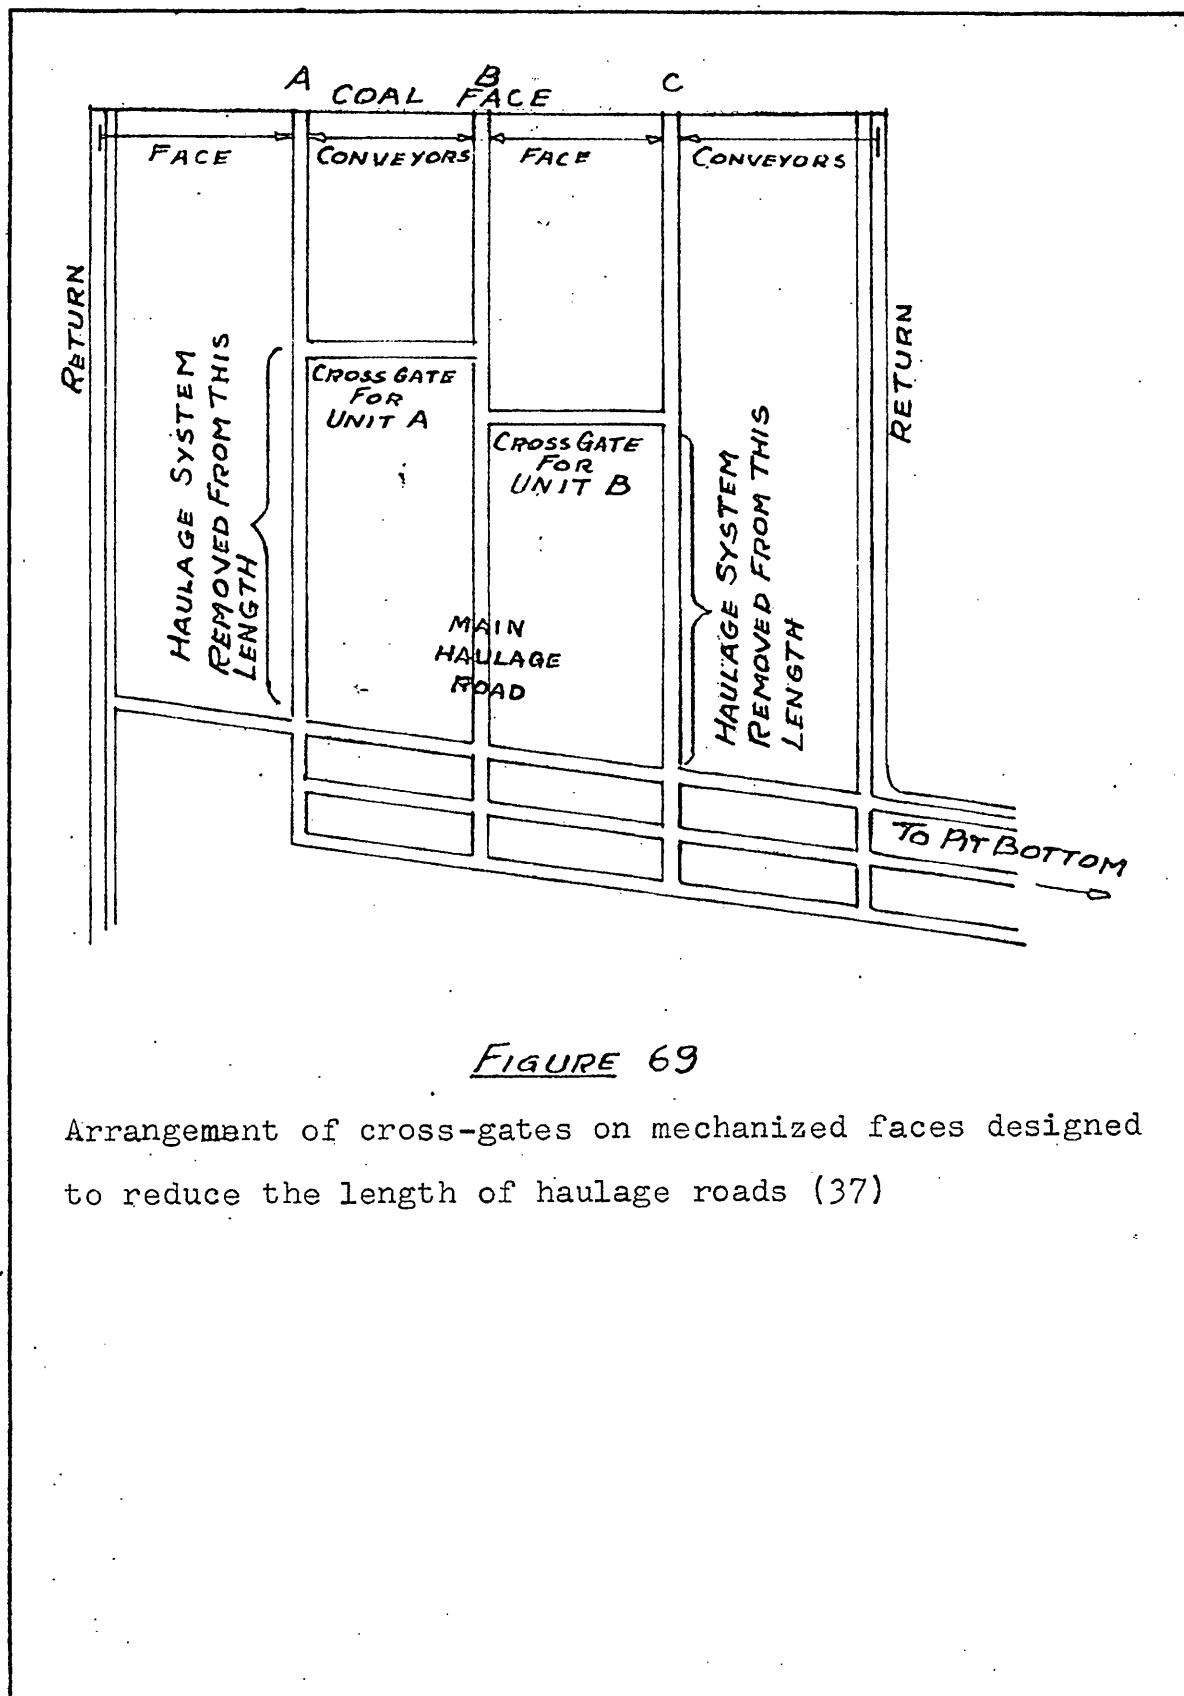 A B C
COAL FACE
FACE CONVEYORS FACE CONVEYORS
RETURN
HAULAGE SYSTEM
REMOVED FROM THIS
LENGTH
CROSS GATE
FOR
UNIT A
CROSS GATE
FOR
UNIT B
MAIN
HAULAGE
ROAD
HAULAGE SYSTEM
REMOVED FROM THIS
LENGTH
RETURN
TO PIT BOTTOM
FIGURE 69
Arrangement of cross-gates on mechanized faces designed
to reduce the length of haulage roads (37)